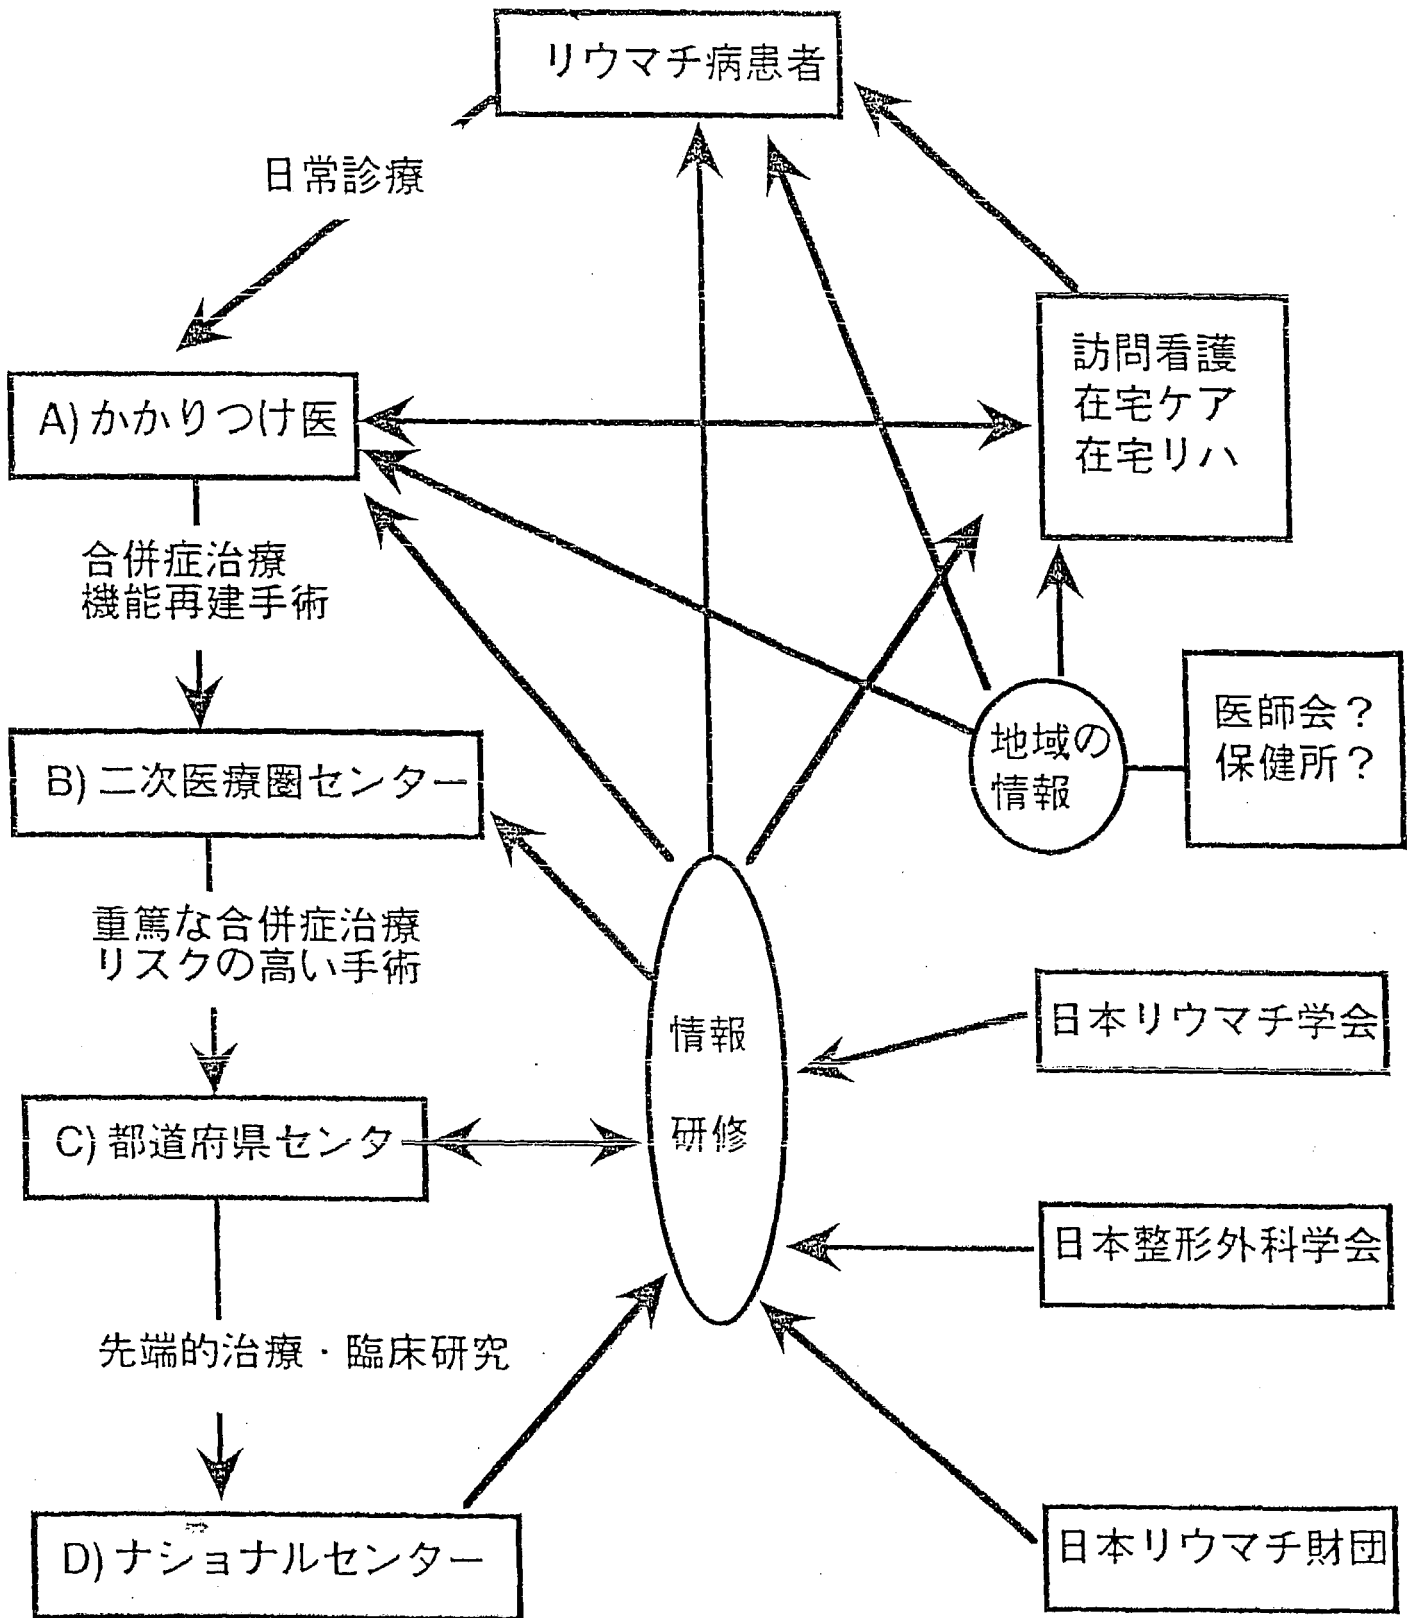 リウマチ病患者
日常診療
訪問看護
在宅ケア
在宅リハ
A)かかりつけ医
合併症治療
機能再建手術
医師会？
保健所？
地域の
情報
B)二次医療圏センター
重篤な合併症治療
リスクの高い手術
日本リウマチ学会
情報
研修
C)都道府県センタ
日本整形外科学会
先端的治療・臨床研究
D)ナショナルセンター
日本リウマチ財団